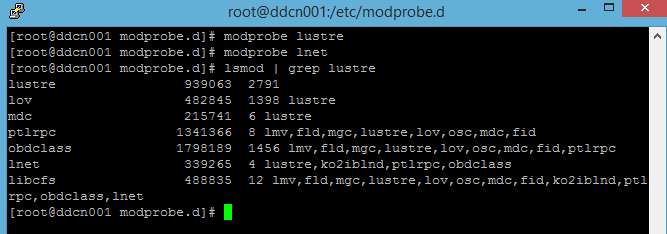 root@ddcn001:/etc/modprobe.d
[root@ddcn001 modprobe.d]# modprobe lustre
[root@ddcn001 modprobe.d]# modprobe lnet
[root@ddcn001 modprobe.d]# lsmod | grep lustre
lustre                939063  2791
lov                   482845  1398 lustre
mdc                   215741  6 lustre
ptlrpc               1341366  8 lmv,fld,mgc,lustre,lov,osc,mdc,fid
obdclass             1798189  1456 lmv,fld,mgc,lustre,lov,osc,mdc,fid,ptlrpc
lnet                  339265  4 lustre,ko2iblnd,ptlrpc,obdclass
libcfs                488835  12 lmv,fld,mgc,lustre,lov,osc,mdc,fid,ko2iblnd,ptl
rpc,obdclass,lnet
[root@ddcn001 modprobe.d]#